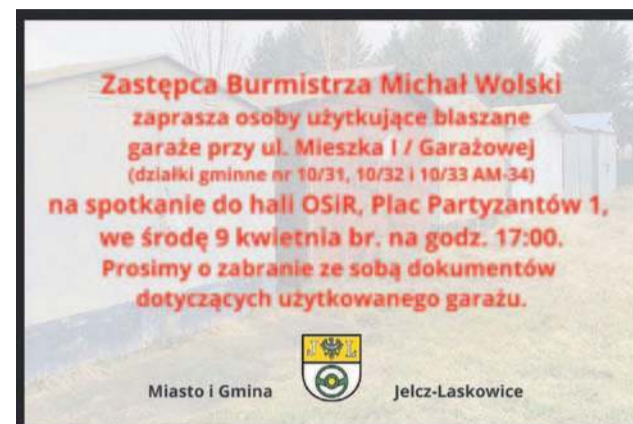 Zastępca Burmistrza Michał Wolski
zaprasza osoby użytkujące blaszane
garaże przy ul. Mieszka I / Garażowej
(działki gminne nr 10/31, 10/32 i 10/33 AM-34)
na spotkanie do hali OSiR, Plac Partyzantów 1,
we środę 9 kwietnia br. na godz. 17:00.
Prosimy o zabranie ze sobą dokumentów
dotyczących użytkowanego garażu.
J L
Miasto i Gmina Jelcz-Laskowice